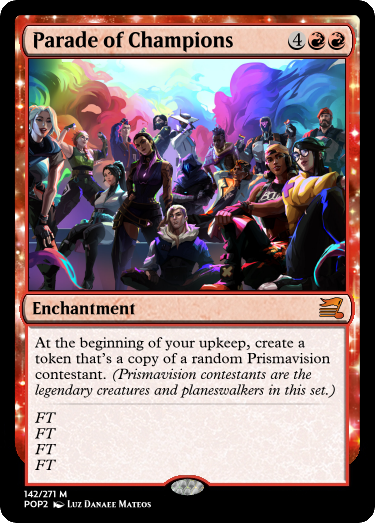 Parade of Champions 4
Enchantment
At the beginning of your upkeep, create a
token that's a copy of a random Prismavision
contestant. (Prismavision contestants are the
legendary creatures and planeswalkers in this set.)
FT
FT
FT
FT
142/271 M
POP2 Luz Danaee Mateos